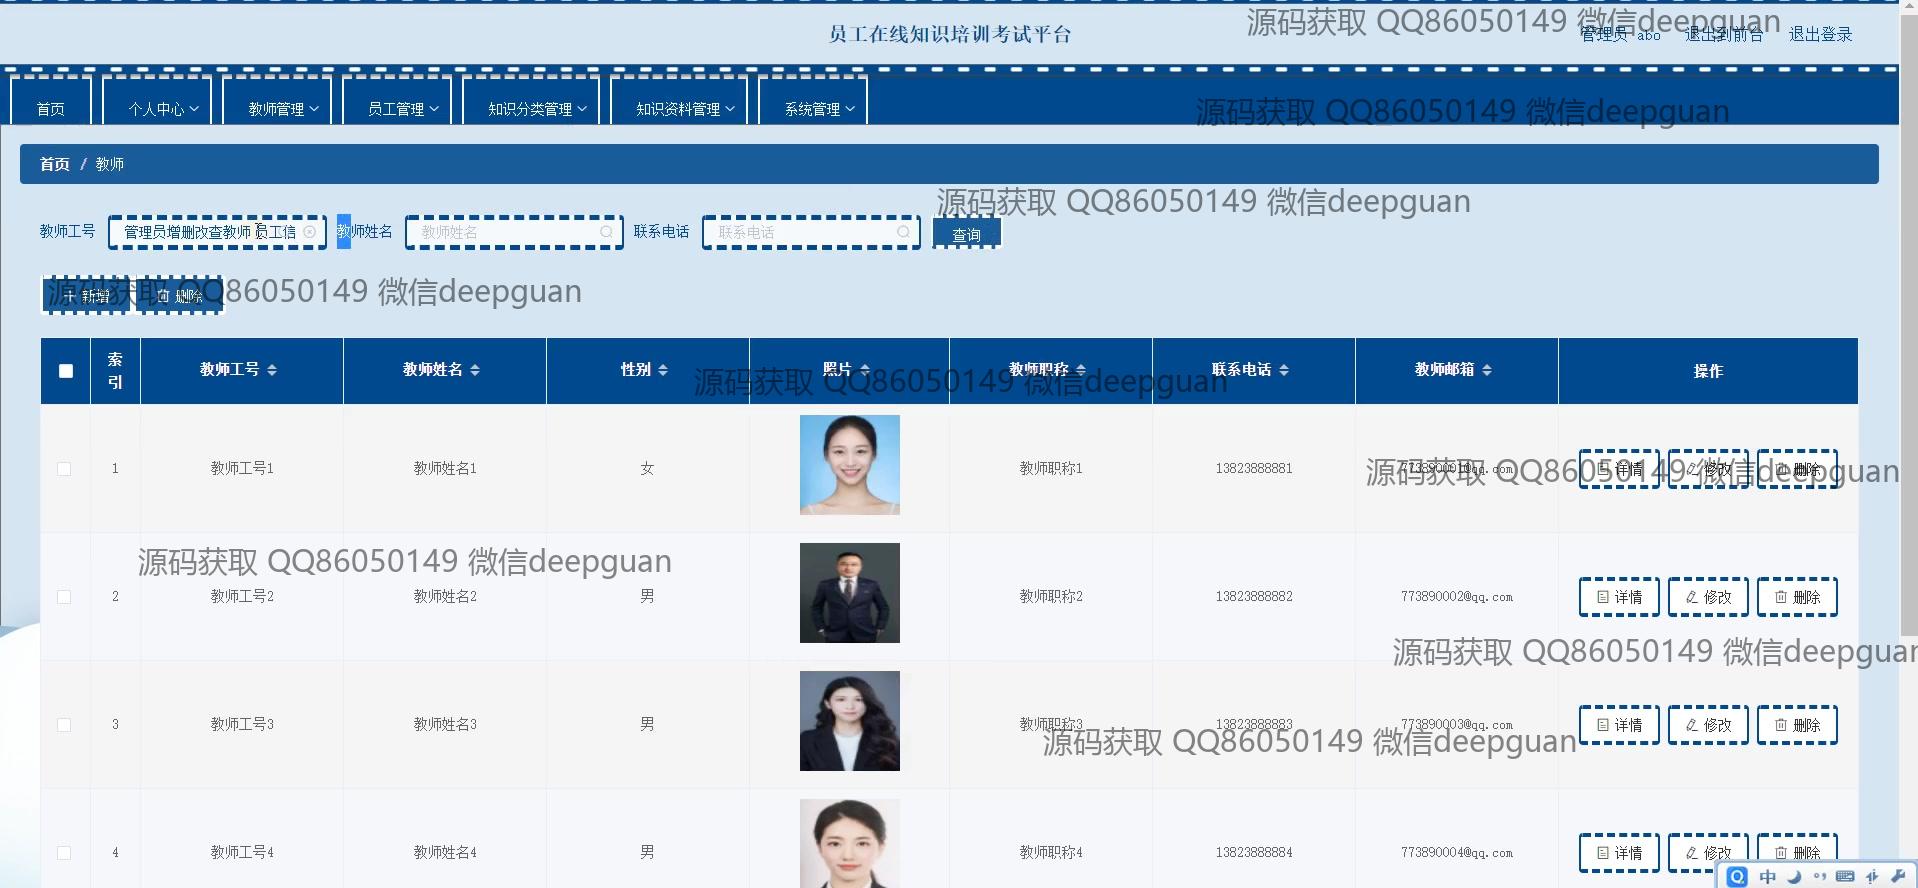 源码获取 QQ86050149 微信deepguan
员工在线知识培训考试平台
管理员 abo 退出到前台 退出登录
首页 个人中心 教师管理 员工管理 知识分类管理 知识资料管理 系统管理
源码获取 QQ86050149 微信deepguan
首页 / 教师
源码获取 QQ86050149 微信deepguan
教师工号 管理员增删改查教师 员工信 教师姓名 教师姓名 联系电话 联系电话 查询
新增 删除
源码获取 QQ86050149 微信deepguan
索引 教师工号 教师姓名 性别 照片 教师职称 联系电话 教师邮箱 操作
源码获取 QQ86050149 微信deepguan
1 教师工号1 教师姓名1 女 教师职称1 13823888881 773890001@qq.com 详情 修改 删除
源码获取 QQ86050149 微信deepguan
源码获取 QQ86050149 微信deepguan
2 教师工号2 教师姓名2 男 教师职称2 13823888882 773890002@qq.com 详情 修改 删除
源码获取 QQ86050149 微信deepguan
3 教师工号3 教师姓名3 男 教师职称3 13823888883 773890003@qq.com 详情 修改 删除
源码获取 QQ86050149 微信deepguan
4 教师工号4 教师姓名4 男 教师职称4 13823888884 773890004@qq.com 详情 修改 删除
中